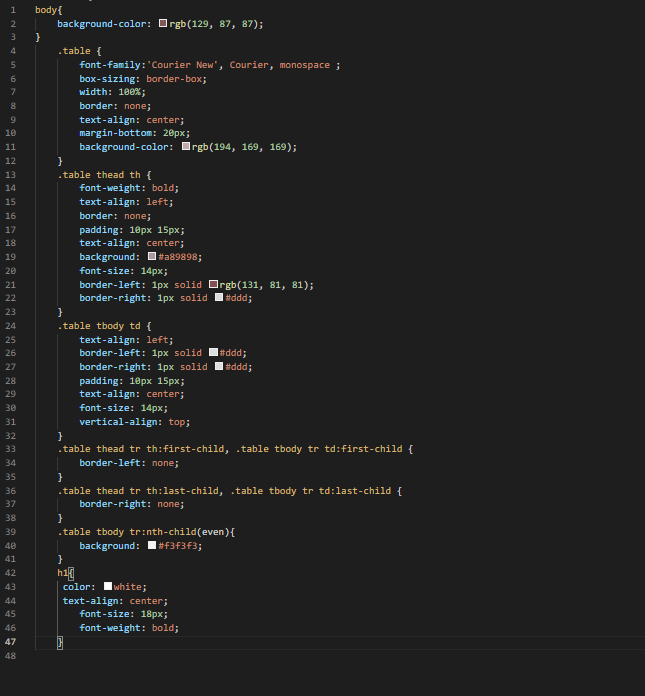 1 body{
2     background-color: rgb(129, 87, 87);
3 }
4     .table {
5         font-family:'Courier New', Courier, monospace ;
6         box-sizing: border-box;
7         width: 100%;
8         border: none;
9         text-align: center;
10         margin-bottom: 20px;
11         background-color: rgb(194, 169, 169);
12     }
13     .table thead th {
14         font-weight: bold;
15         text-align: left;
16         border: none;
17         padding: 10px 15px;
18         text-align: center;
19         background: #a89898;
20         font-size: 14px;
21         border-left: 1px solid rgb(131, 81, 81);
22         border-right: 1px solid #ddd;
23     }
24     .table tbody td {
25         text-align: left;
26         border-left: 1px solid #ddd;
27         border-right: 1px solid #ddd;
28         padding: 10px 15px;
29         text-align: center;
30         font-size: 14px;
31         vertical-align: top;
32     }
33     .table thead tr th:first-child, .table tbody tr td:first-child {
34         border-left: none;
35     }
36     .table thead tr th:last-child, .table tbody tr td:last-child {
37         border-right: none;
38     }
39     .table tbody tr:nth-child(even){
40         background: #f3f3f3;
41     }
42     h1{
43      color: white;
44      text-align: center;
45         font-size: 18px;
46         font-weight: bold;
47     }
48